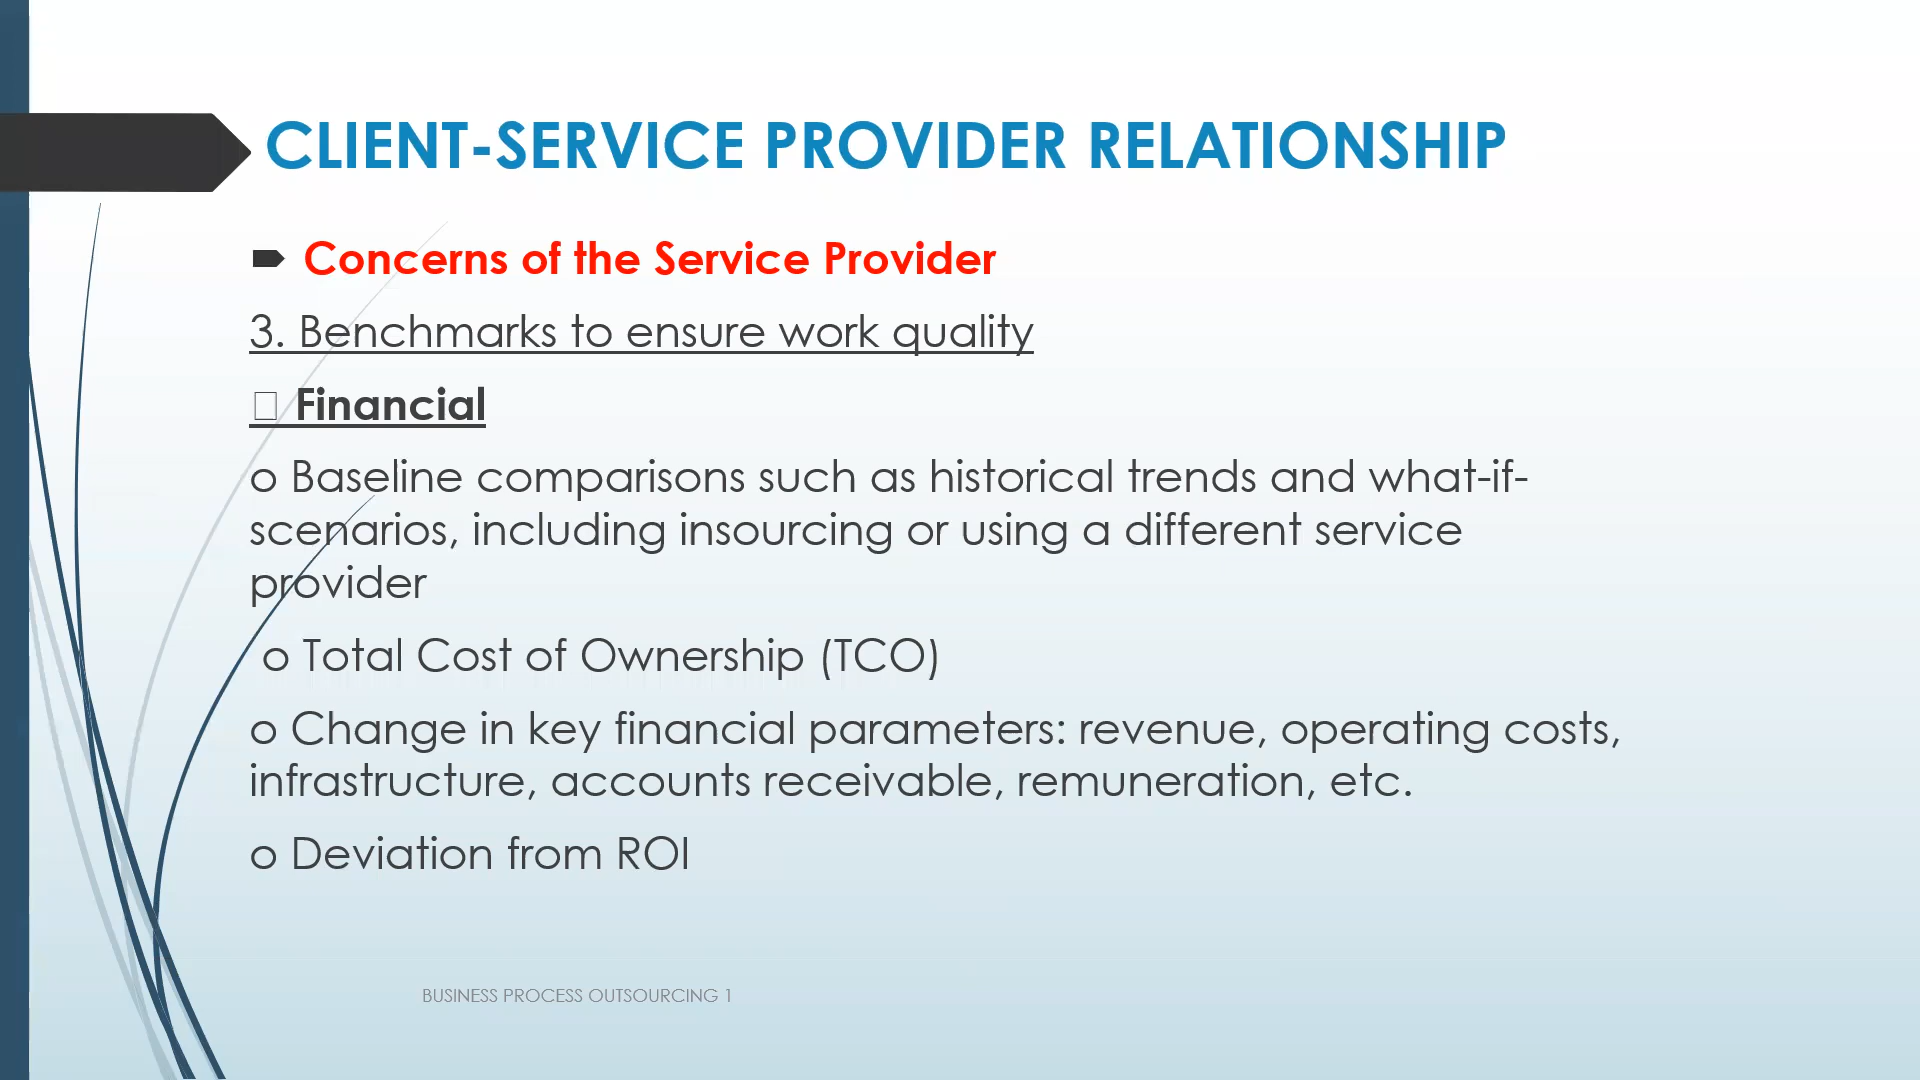 CLIENT-SERVICE PROVIDER RELATIONSHIP
Concerns of the Service Provider
3. Benchmarks to ensure work quality
Financial
o Baseline comparisons such as historical trends and what-if-
scenarios, including insourcing or using a different service
provider
o Total Cost of Ownership (TCO)
o Change in key financial parameters: revenue, operating costs,
infrastructure, accounts receivable, remuneration, etc.
o Deviation from ROI
BUSINESS PROCESS OUTSOURCING 1